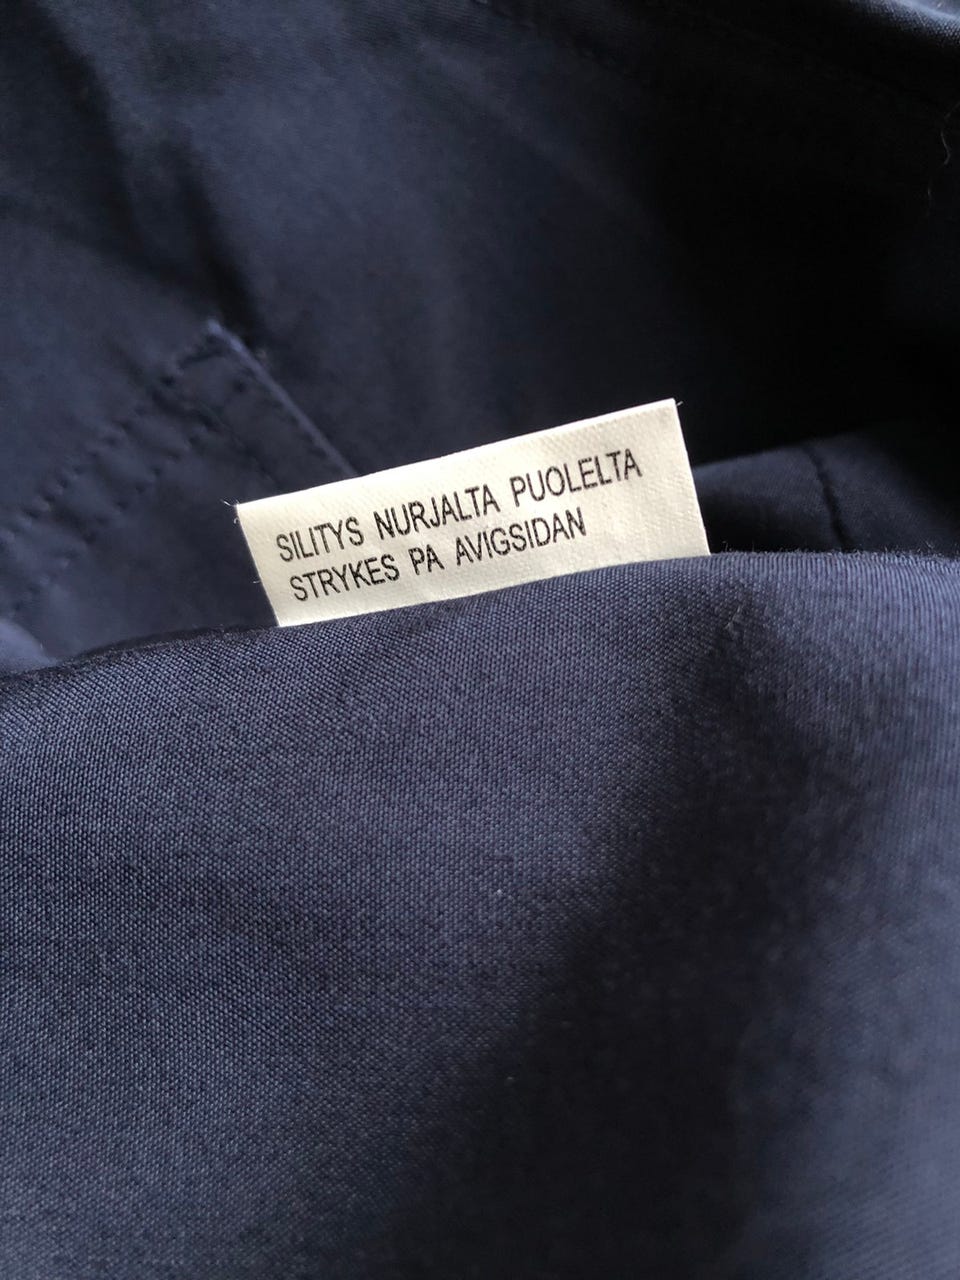 SILITYS NURJALTA PUOLELTA
STRYKES PA AVIGSIDAN